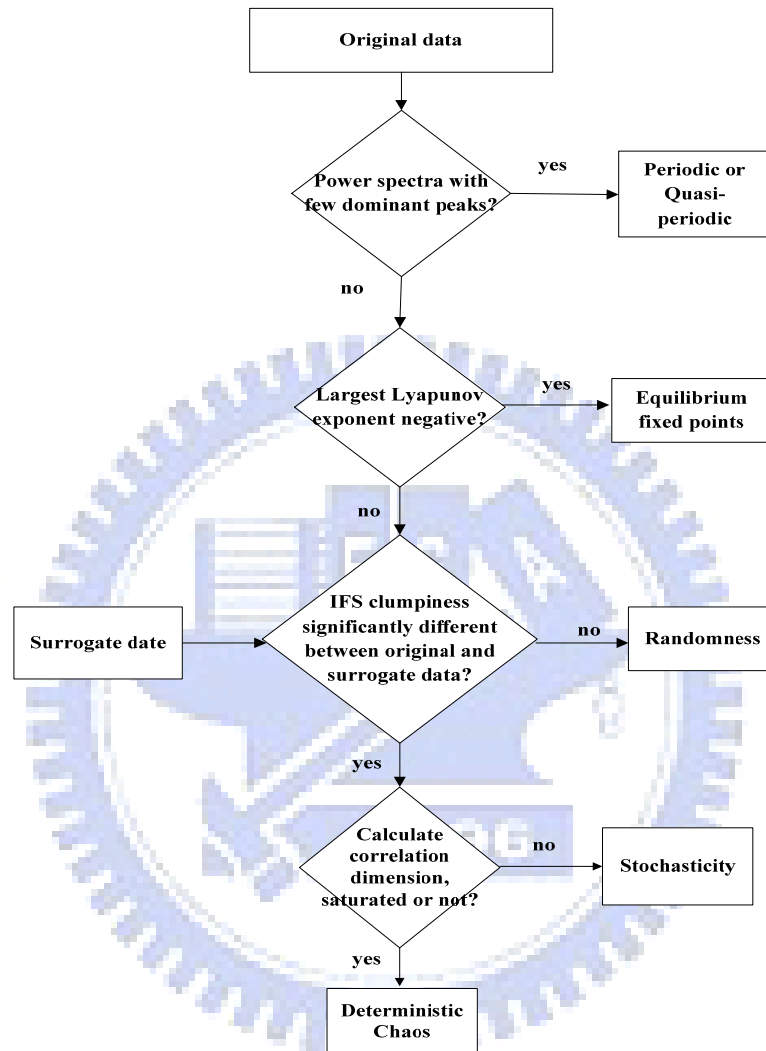 Original data
Power spectra with
few dominant peaks?
yes
Periodic or
Quasi-
periodic
no
Largest Lyapunov
exponent negative?
yes
Equilibrium
fixed points
no
Surrogate date
IFS clumpiness
significantly different
between original and
surrogate data?
no
Randomness
yes
Calculate
correlation
dimension,
saturated or not?
no
Stochasticity
yes
Deterministic
Chaos